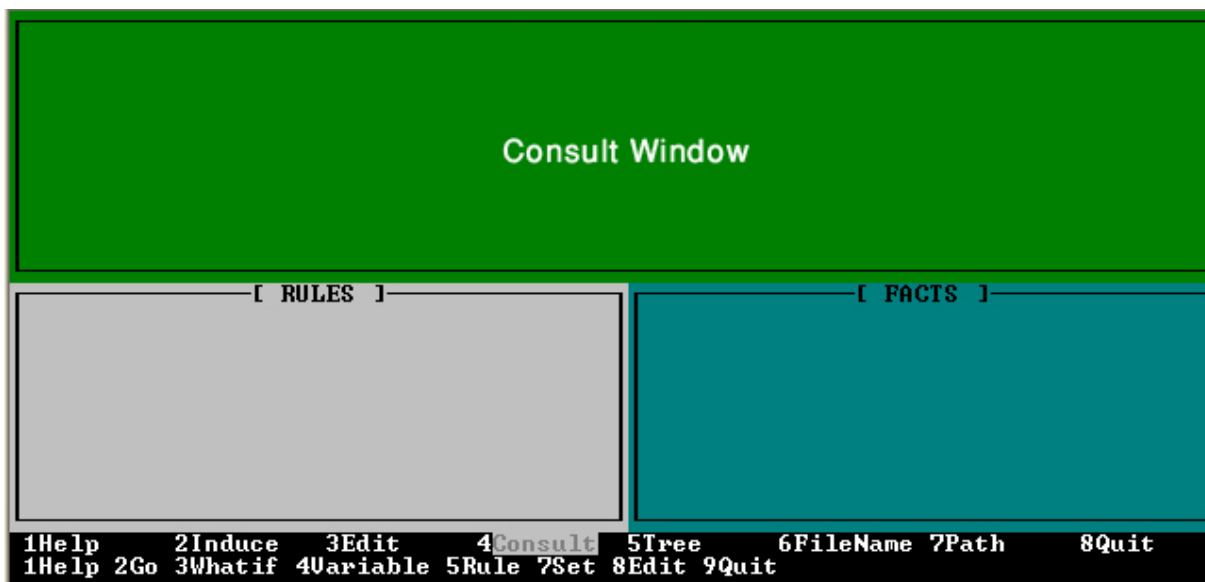 Consult Window
[ RULES ] [ FACTS ]
1Help 2Induce 3Edit 4Consult 5Tree 6FileName 7Path 8Quit
1Help 2Go 3Whatif 4Variable 5Rule 7Set 8Edit 9Quit